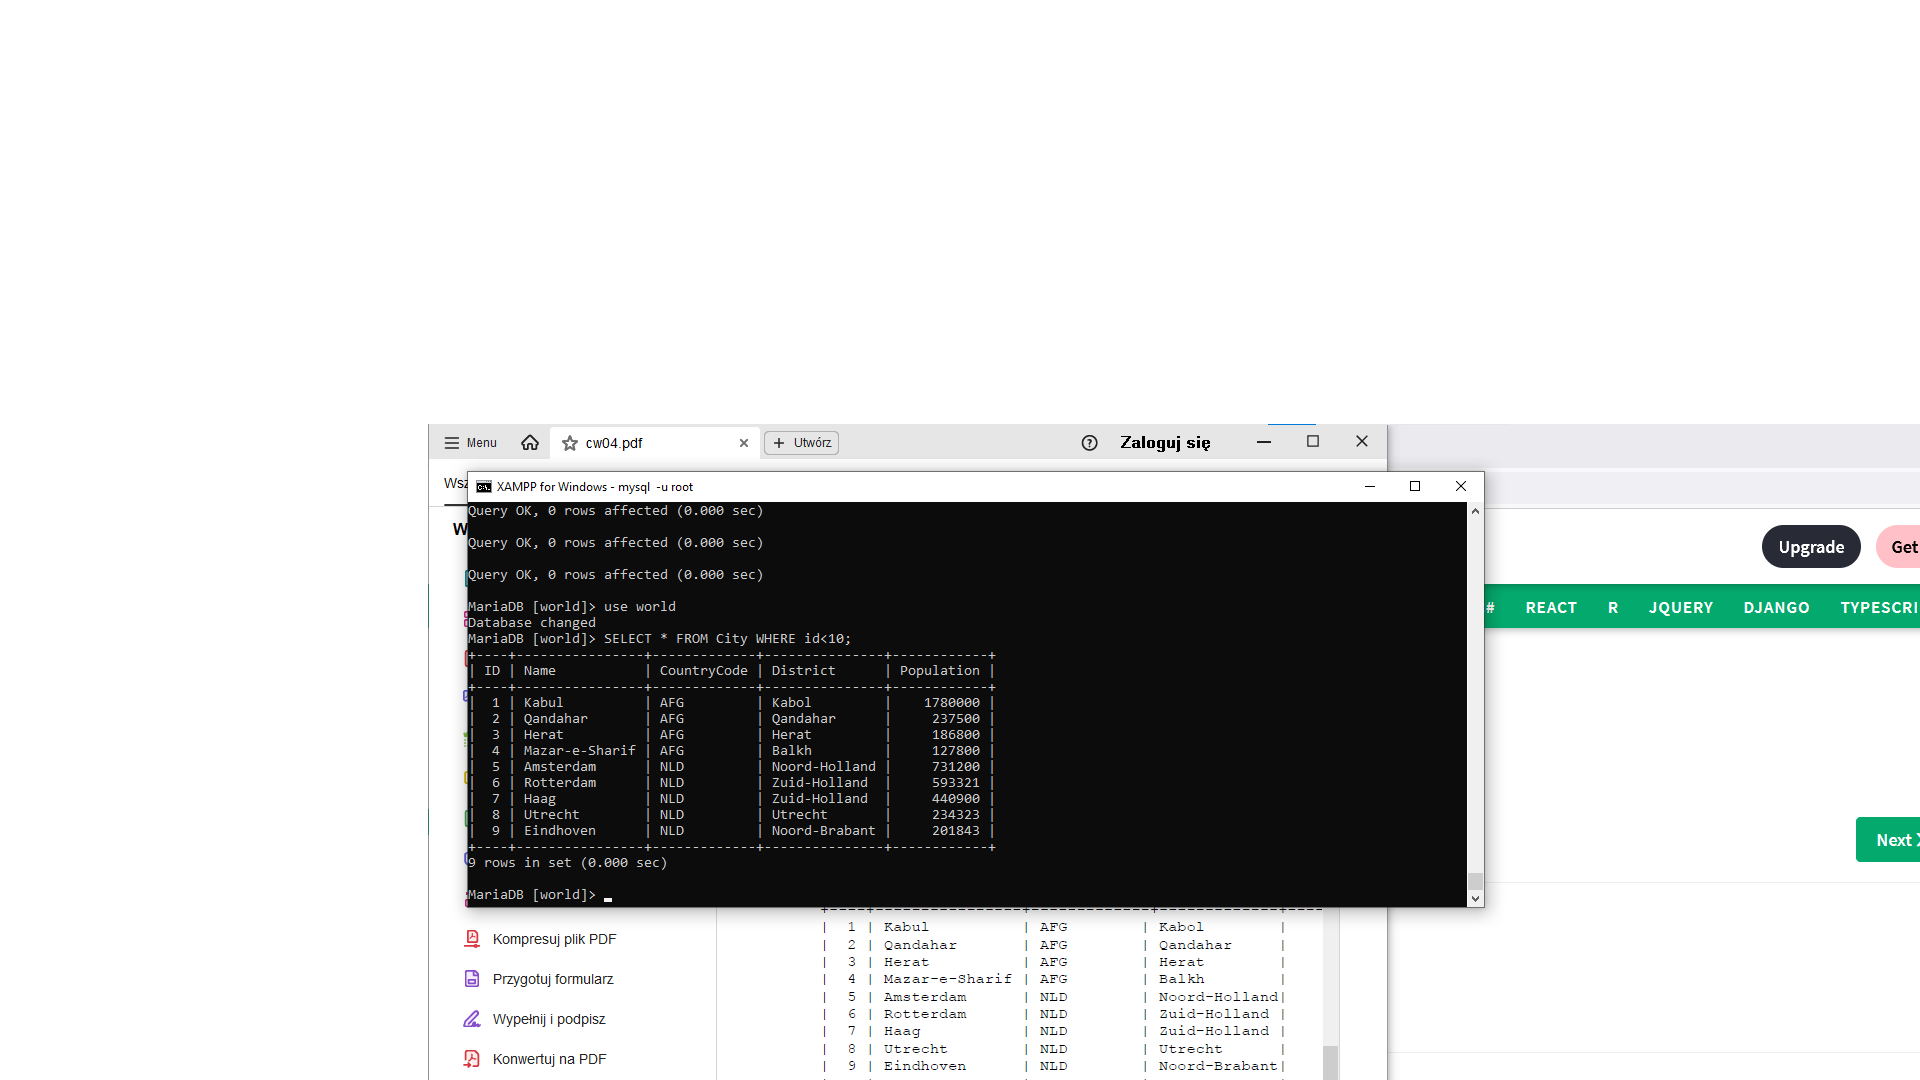 Menu
cw04.pdf
+ Utwórz
Zaloguj się
Wsz
XAMPP for Windows - mysql -u root
W
Query OK, 0 rows affected (0.000 sec)
Query OK, 0 rows affected (0.000 sec)
Query OK, 0 rows affected (0.000 sec)
MariaDB [world]> use world
Database changed
MariaDB [world]> SELECT * FROM City WHERE id<10;
+----+----------------+-------------+---------------+------------+
| ID | Name           | CountryCode | District      | Population |
+----+----------------+-------------+---------------+------------+
|  1 | Kabul          | AFG         | Kabol         |    1780000 |
|  2 | Qandahar       | AFG         | Qandahar      |     237500 |
|  3 | Herat          | AFG         | Herat         |     186800 |
|  4 | Mazar-e-Sharif | AFG         | Balkh         |     127800 |
|  5 | Amsterdam      | NLD         | Noord-Holland |     731200 |
|  6 | Rotterdam      | NLD         | Zuid-Holland  |     593321 |
|  7 | Haag           | NLD         | Zuid-Holland  |     440900 |
|  8 | Utrecht        | NLD         | Utrecht       |     234323 |
|  9 | Eindhoven      | NLD         | Noord-Brabant |     201843 |
+----+----------------+-------------+---------------+------------+
9 rows in set (0.000 sec)
MariaDB [world]>
Upgrade
Get
# REACT R JQUERY DJANGO TYPESCRI
Next
Kompresuj plik PDF
Przygotuj formularz
Wypełnij i podpisz
Konwertuj na PDF
| 1 | Kabul | AFG | Kabol |
| 2 | Qandahar | AFG | Qandahar |
| 3 | Herat | AFG | Herat |
| 4 | Mazar-e-Sharif | AFG | Balkh |
| 5 | Amsterdam | NLD | Noord-Holland|
| 6 | Rotterdam | NLD | Zuid-Holland |
| 7 | Haag | NLD | Zuid-Holland |
| 8 | Utrecht | NLD | Utrecht |
| 9 | Eindhoven | NLD | Noord-Brabant|